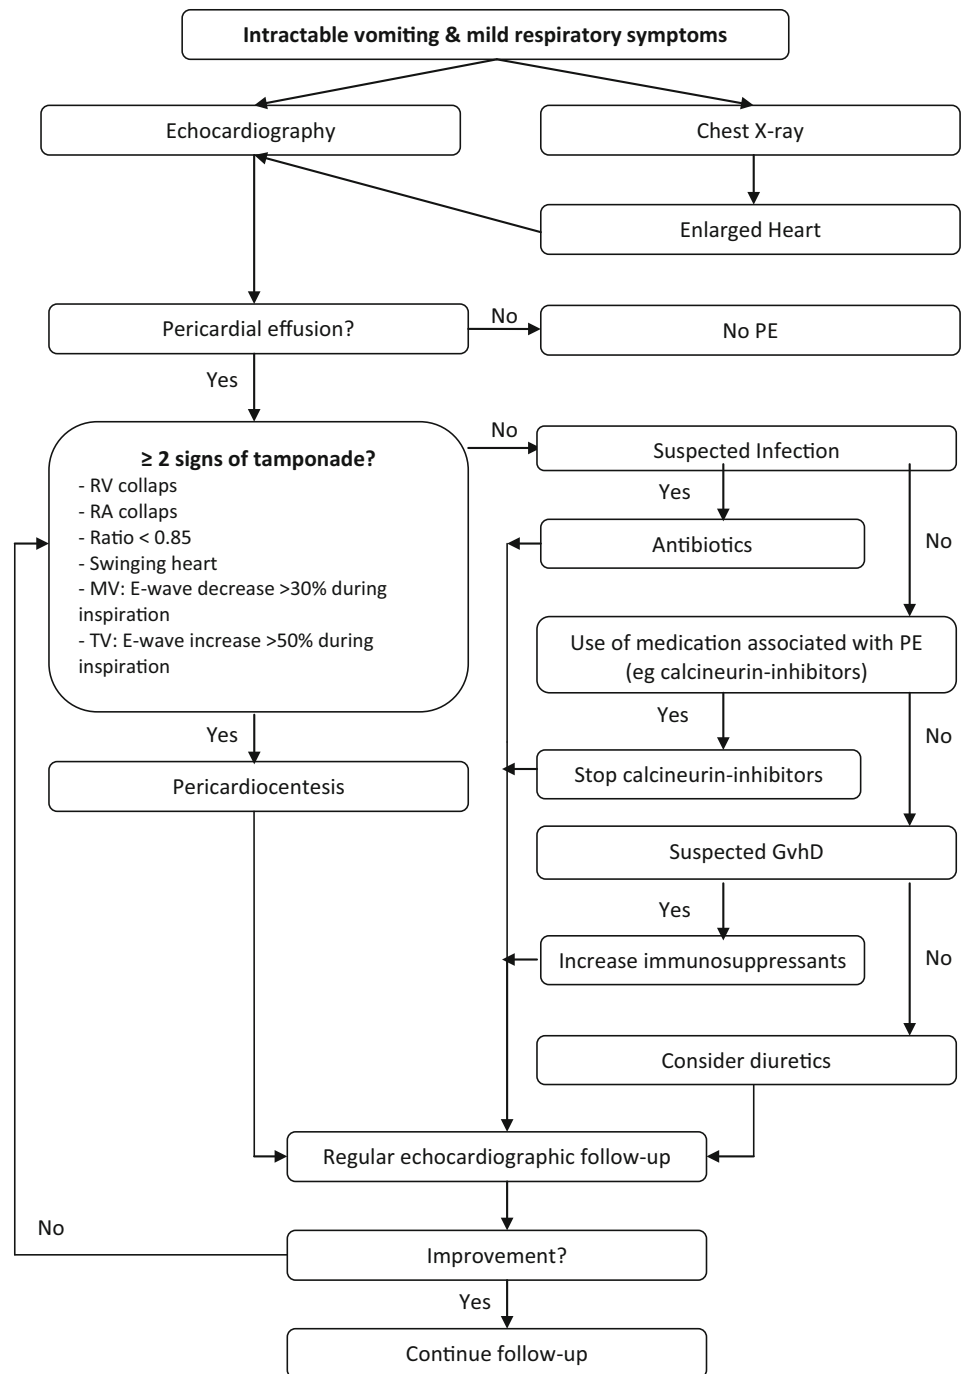 Intractable vomiting & mild respiratory symptoms
Echocardiography
Chest X-ray
Enlarged Heart
Pericardial effusion?
No
No PE
Yes
≥ 2 signs of tamponade?
- RV collaps
- RA collaps
- Ratio < 0.85
- Swinging heart
- MV: E-wave decrease >30% during
inspiration
- TV: E-wave increase >50% during
inspiration
No
Suspected Infection
Yes
No
Antibiotics
Use of medication associated with PE
(eg calcineurin-inhibitors)
Yes
No
Stop calcineurin-inhibitors
Yes
Pericardiocentesis
Suspected GvhD
Yes
No
Increase immunosuppressants
Consider diuretics
Regular echocardiographic follow-up
No
Improvement?
Yes
Continue follow-up